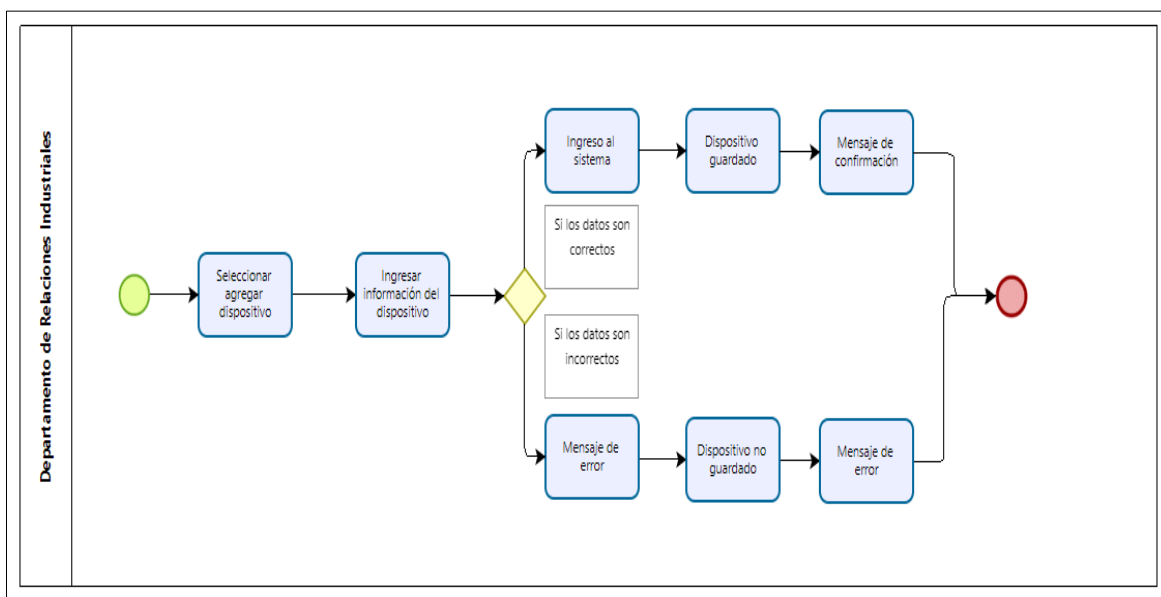 Departamento de Relaciones Industriales
Seleccionar
agregar
dispositivo
Ingresar
información del
dispositivo
Ingreso al
sistema
Dispositivo
guardado
Mensaje de
confirmación
Si los datos son
correctos
Si los datos son
incorrectos
Mensaje de
error
Dispositivo no
guardado
Mensaje de
error